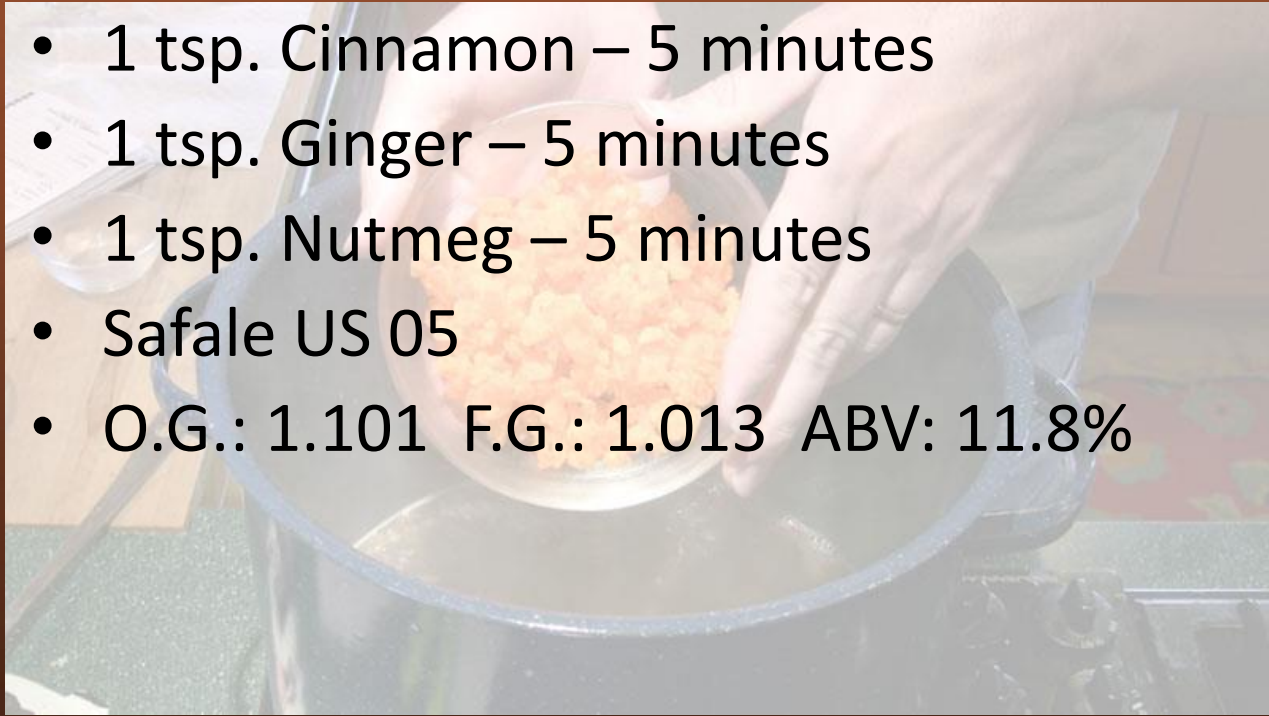 • 1 tsp. Cinnamon – 5 minutes
• 1 tsp. Ginger – 5 minutes
• 1 tsp. Nutmeg – 5 minutes
• Safale US 05
• O.G.: 1.101 F.G.: 1.013 ABV: 11.8%